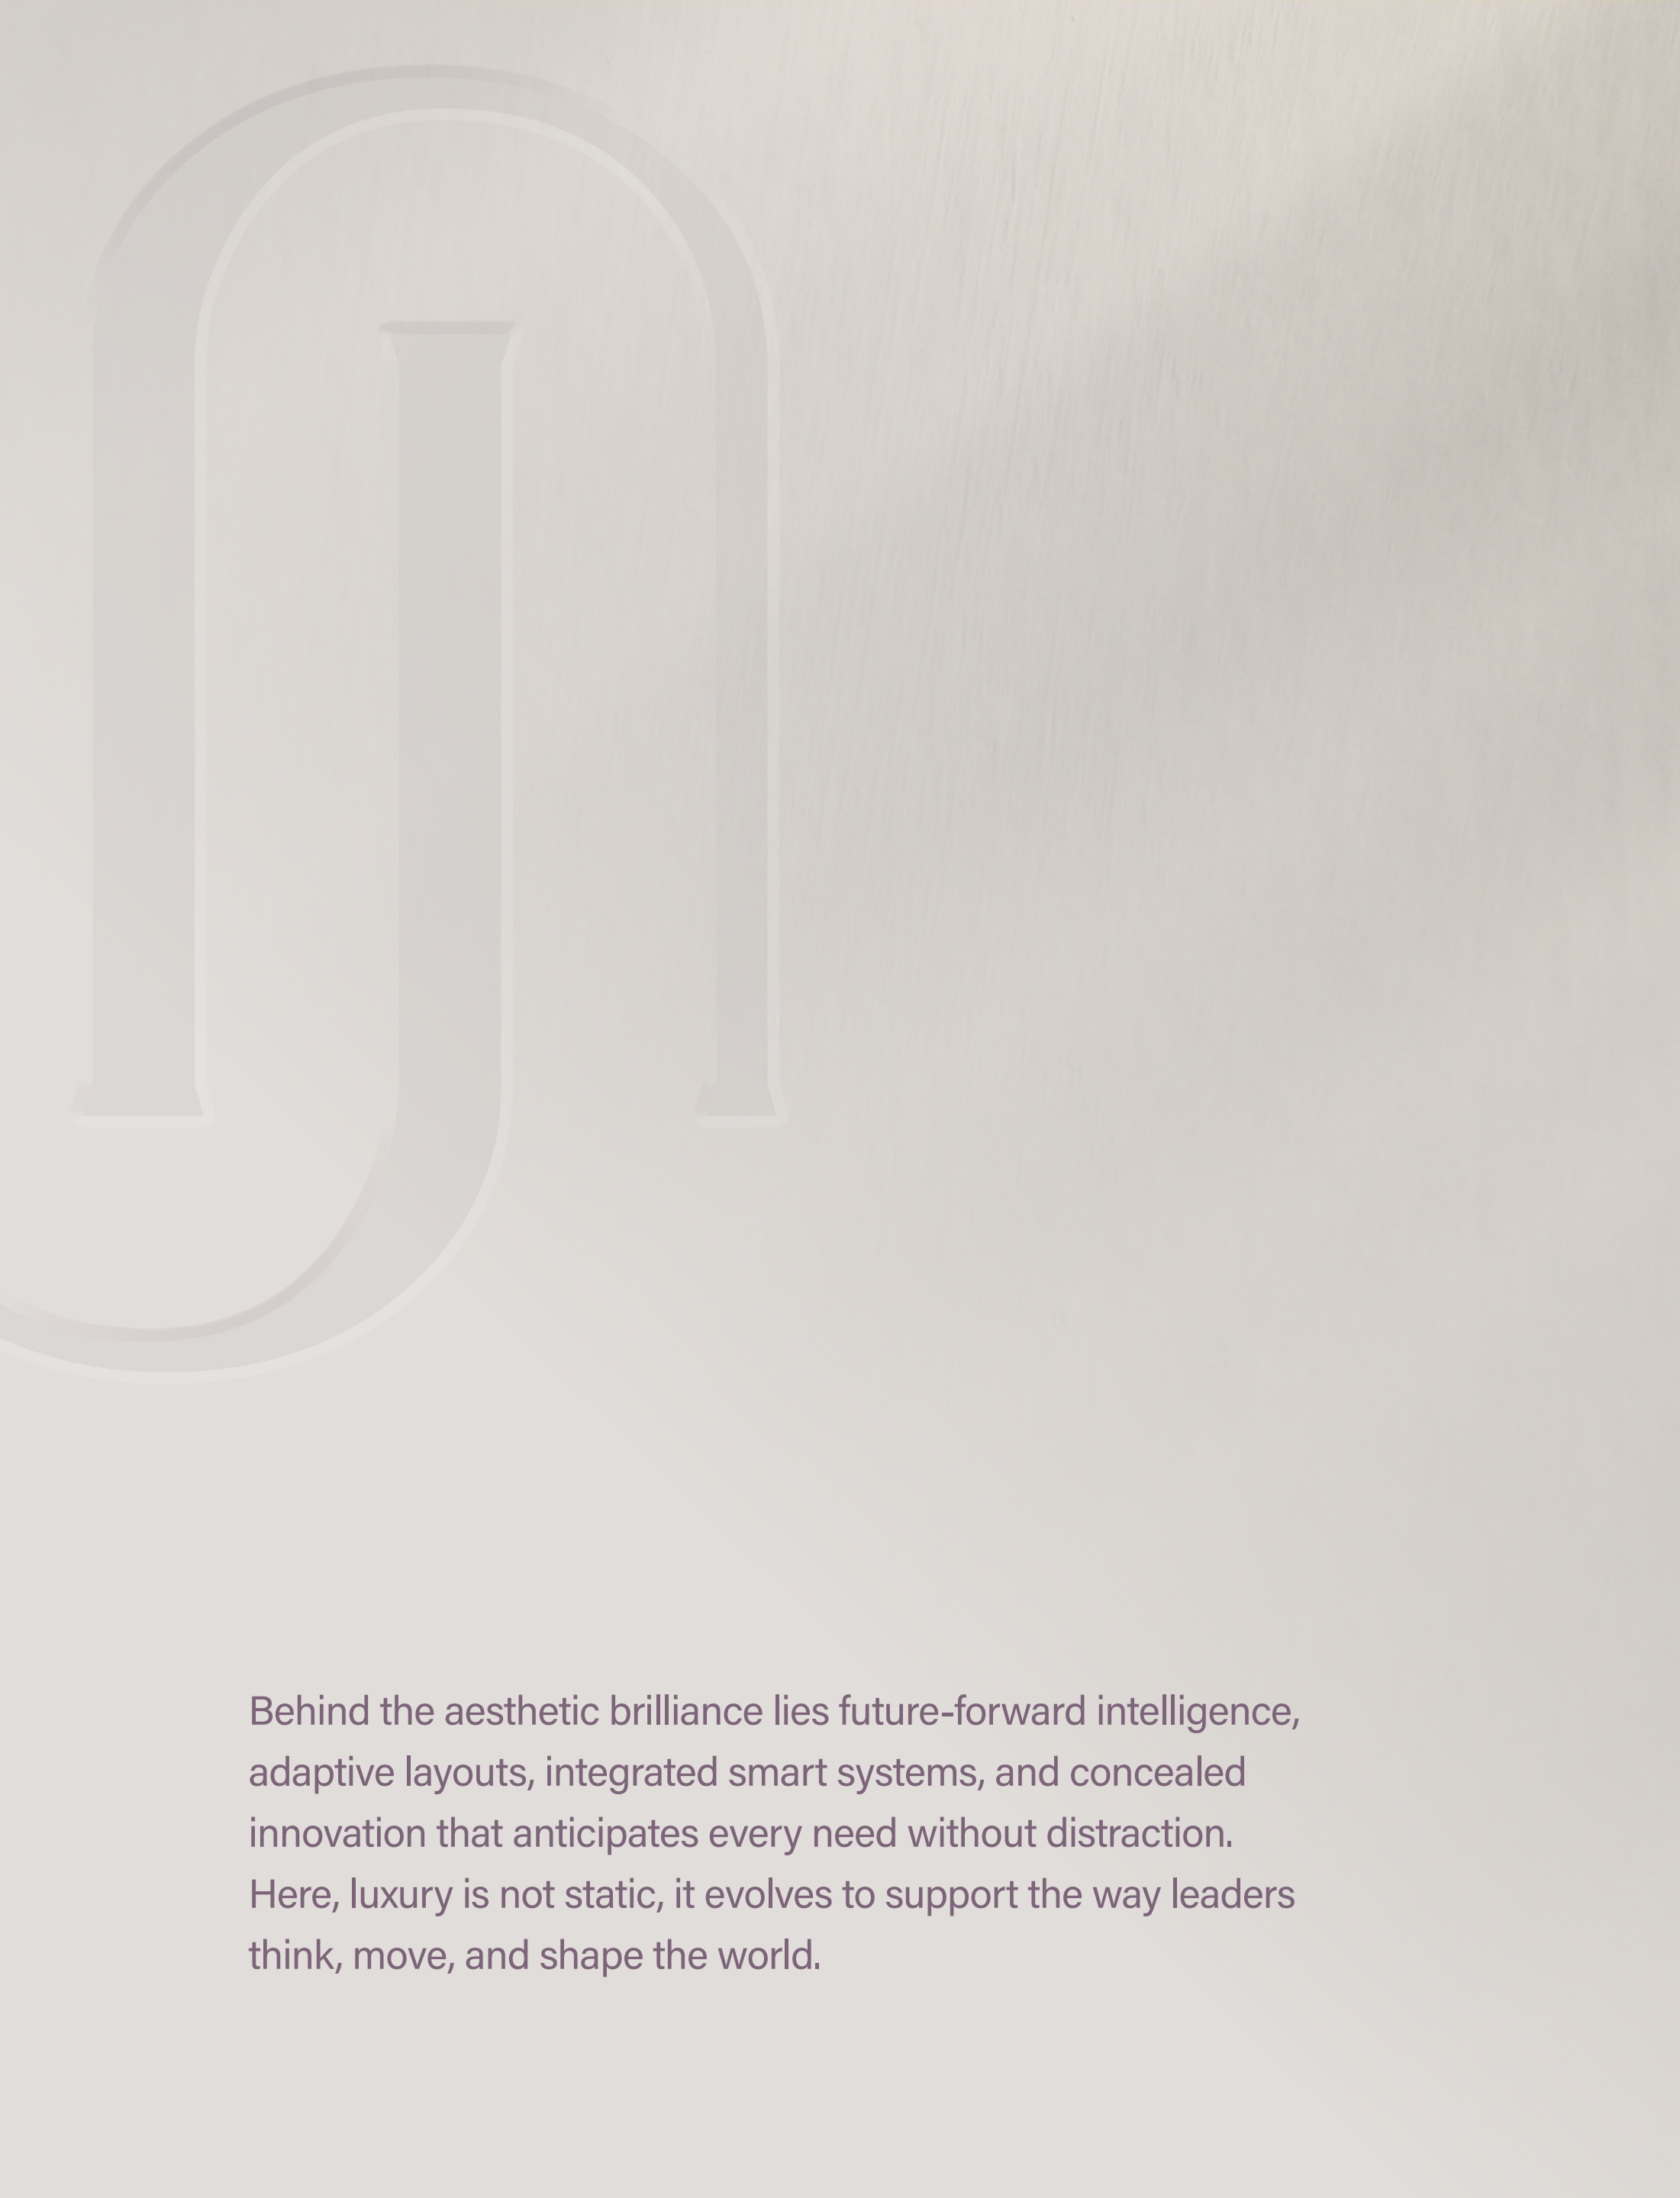 Behind the aesthetic brilliance lies future-forward intelligence,
adaptive layouts, integrated smart systems, and concealed
innovation that anticipates every need without distraction.
Here, luxury is not static, it evolves to support the way leaders
think, move, and shape the world.